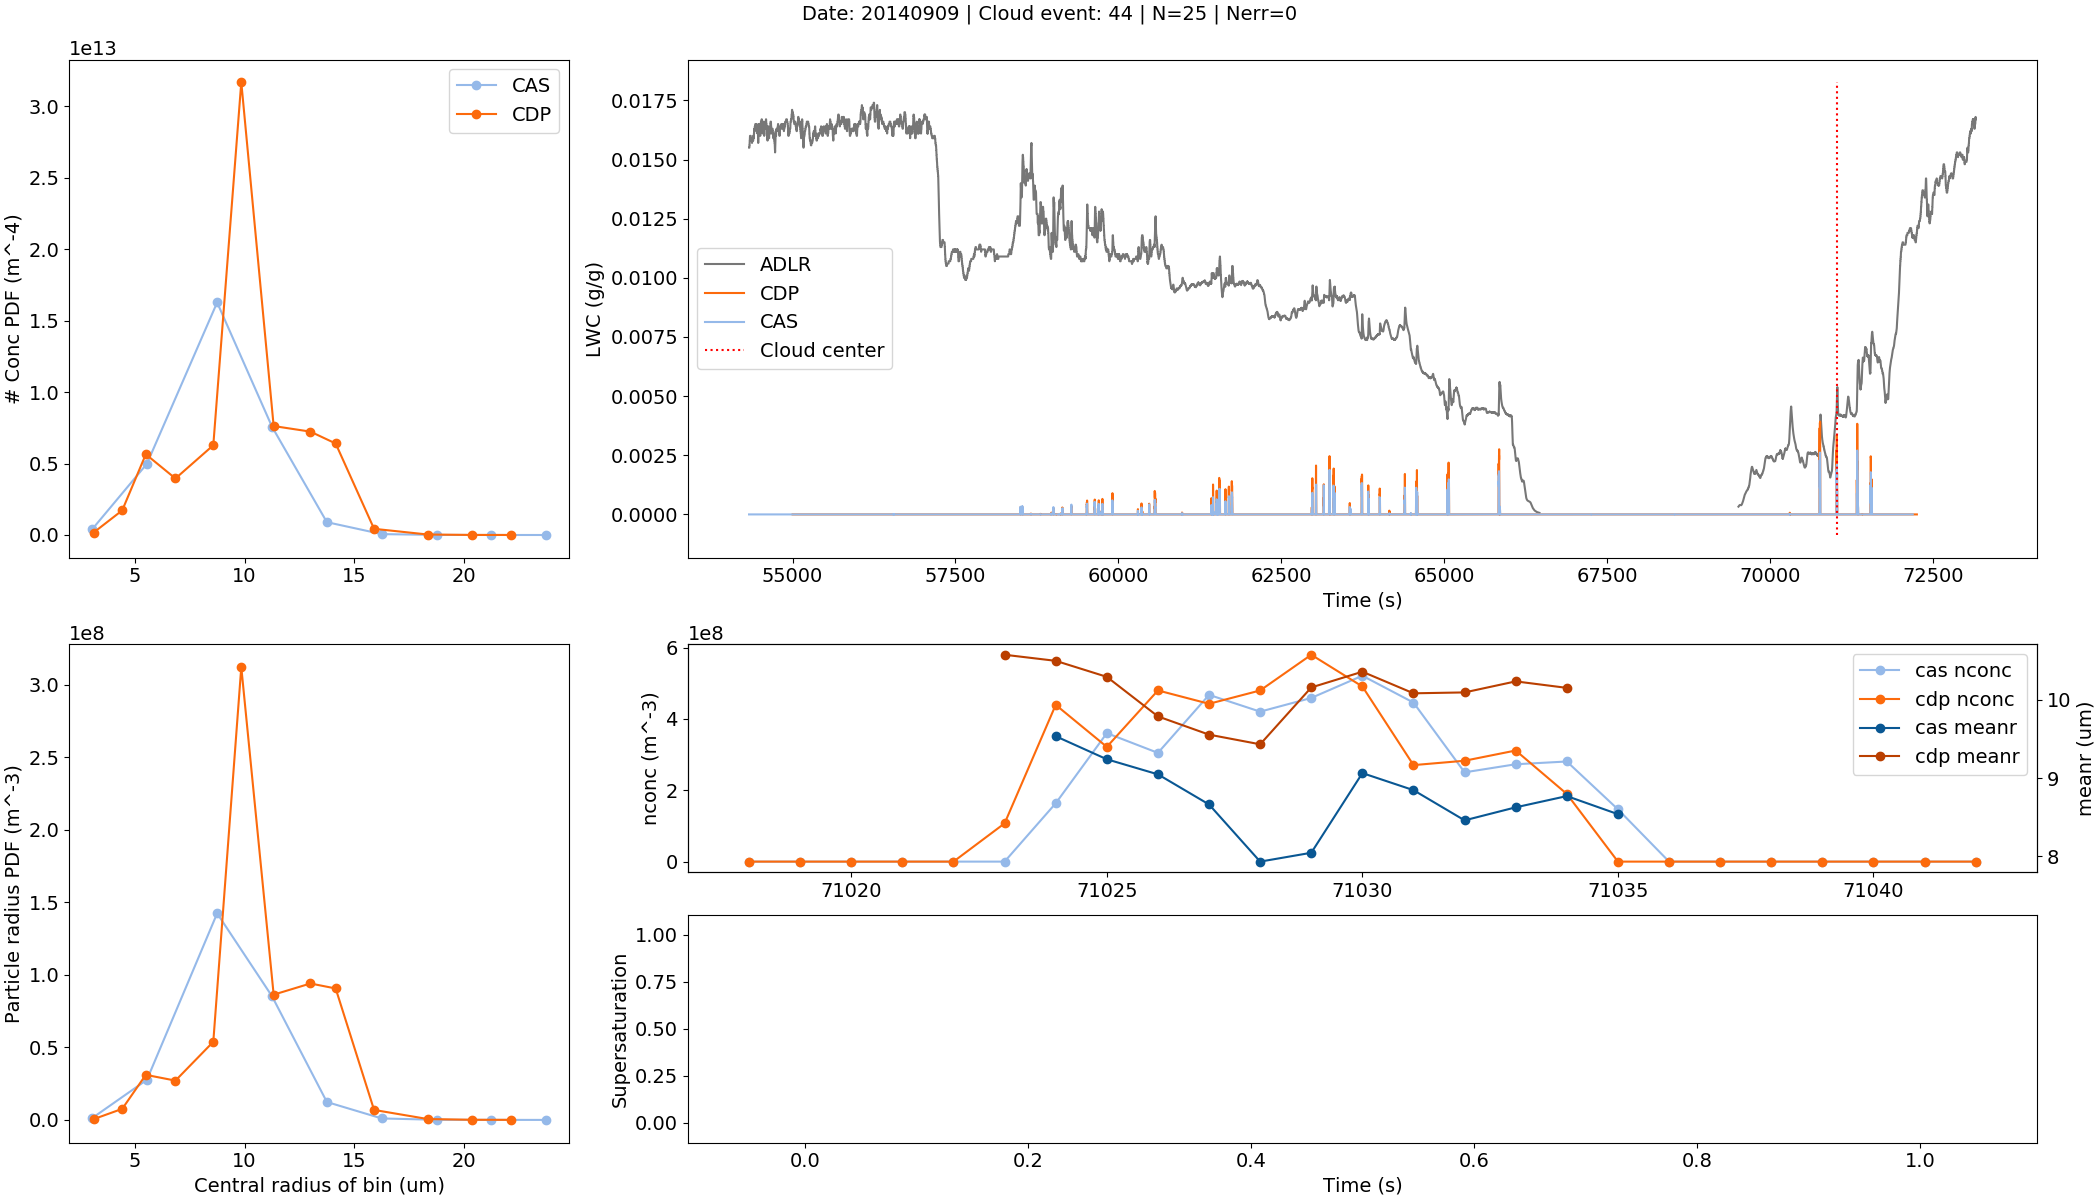 Date: 20140909 | Cloud event: 44 | N=25 | Nerr=0
1e13
# Conc PDF (m^-4)
3.0
2.5
2.0
1.5
1.0
0.5
0.0
5 10 15 20
CAS
CDP
LWC (g/g)
0.0175
0.0150
0.0125
0.0100
0.0075
0.0050
0.0025
0.0000
ADLR
CDP
CAS
Cloud center
55000 57500 60000 62500 65000 67500 70000 72500
Time (s)
1e8
Particle radius PDF (m^-3)
3.0
2.5
2.0
1.5
1.0
0.5
0.0
5 10 15 20
Central radius of bin (um)
1e8
nconc (m^-3)
6
4
2
0
71020 71025 71030 71035 71040
cas nconc
cdp nconc
cas meanr
cdp meanr
10
9
8
meanr (um)
Supersaturation
1.00
0.75
0.50
0.25
0.00
0.0 0.2 0.4 0.6 0.8 1.0
Time (s)